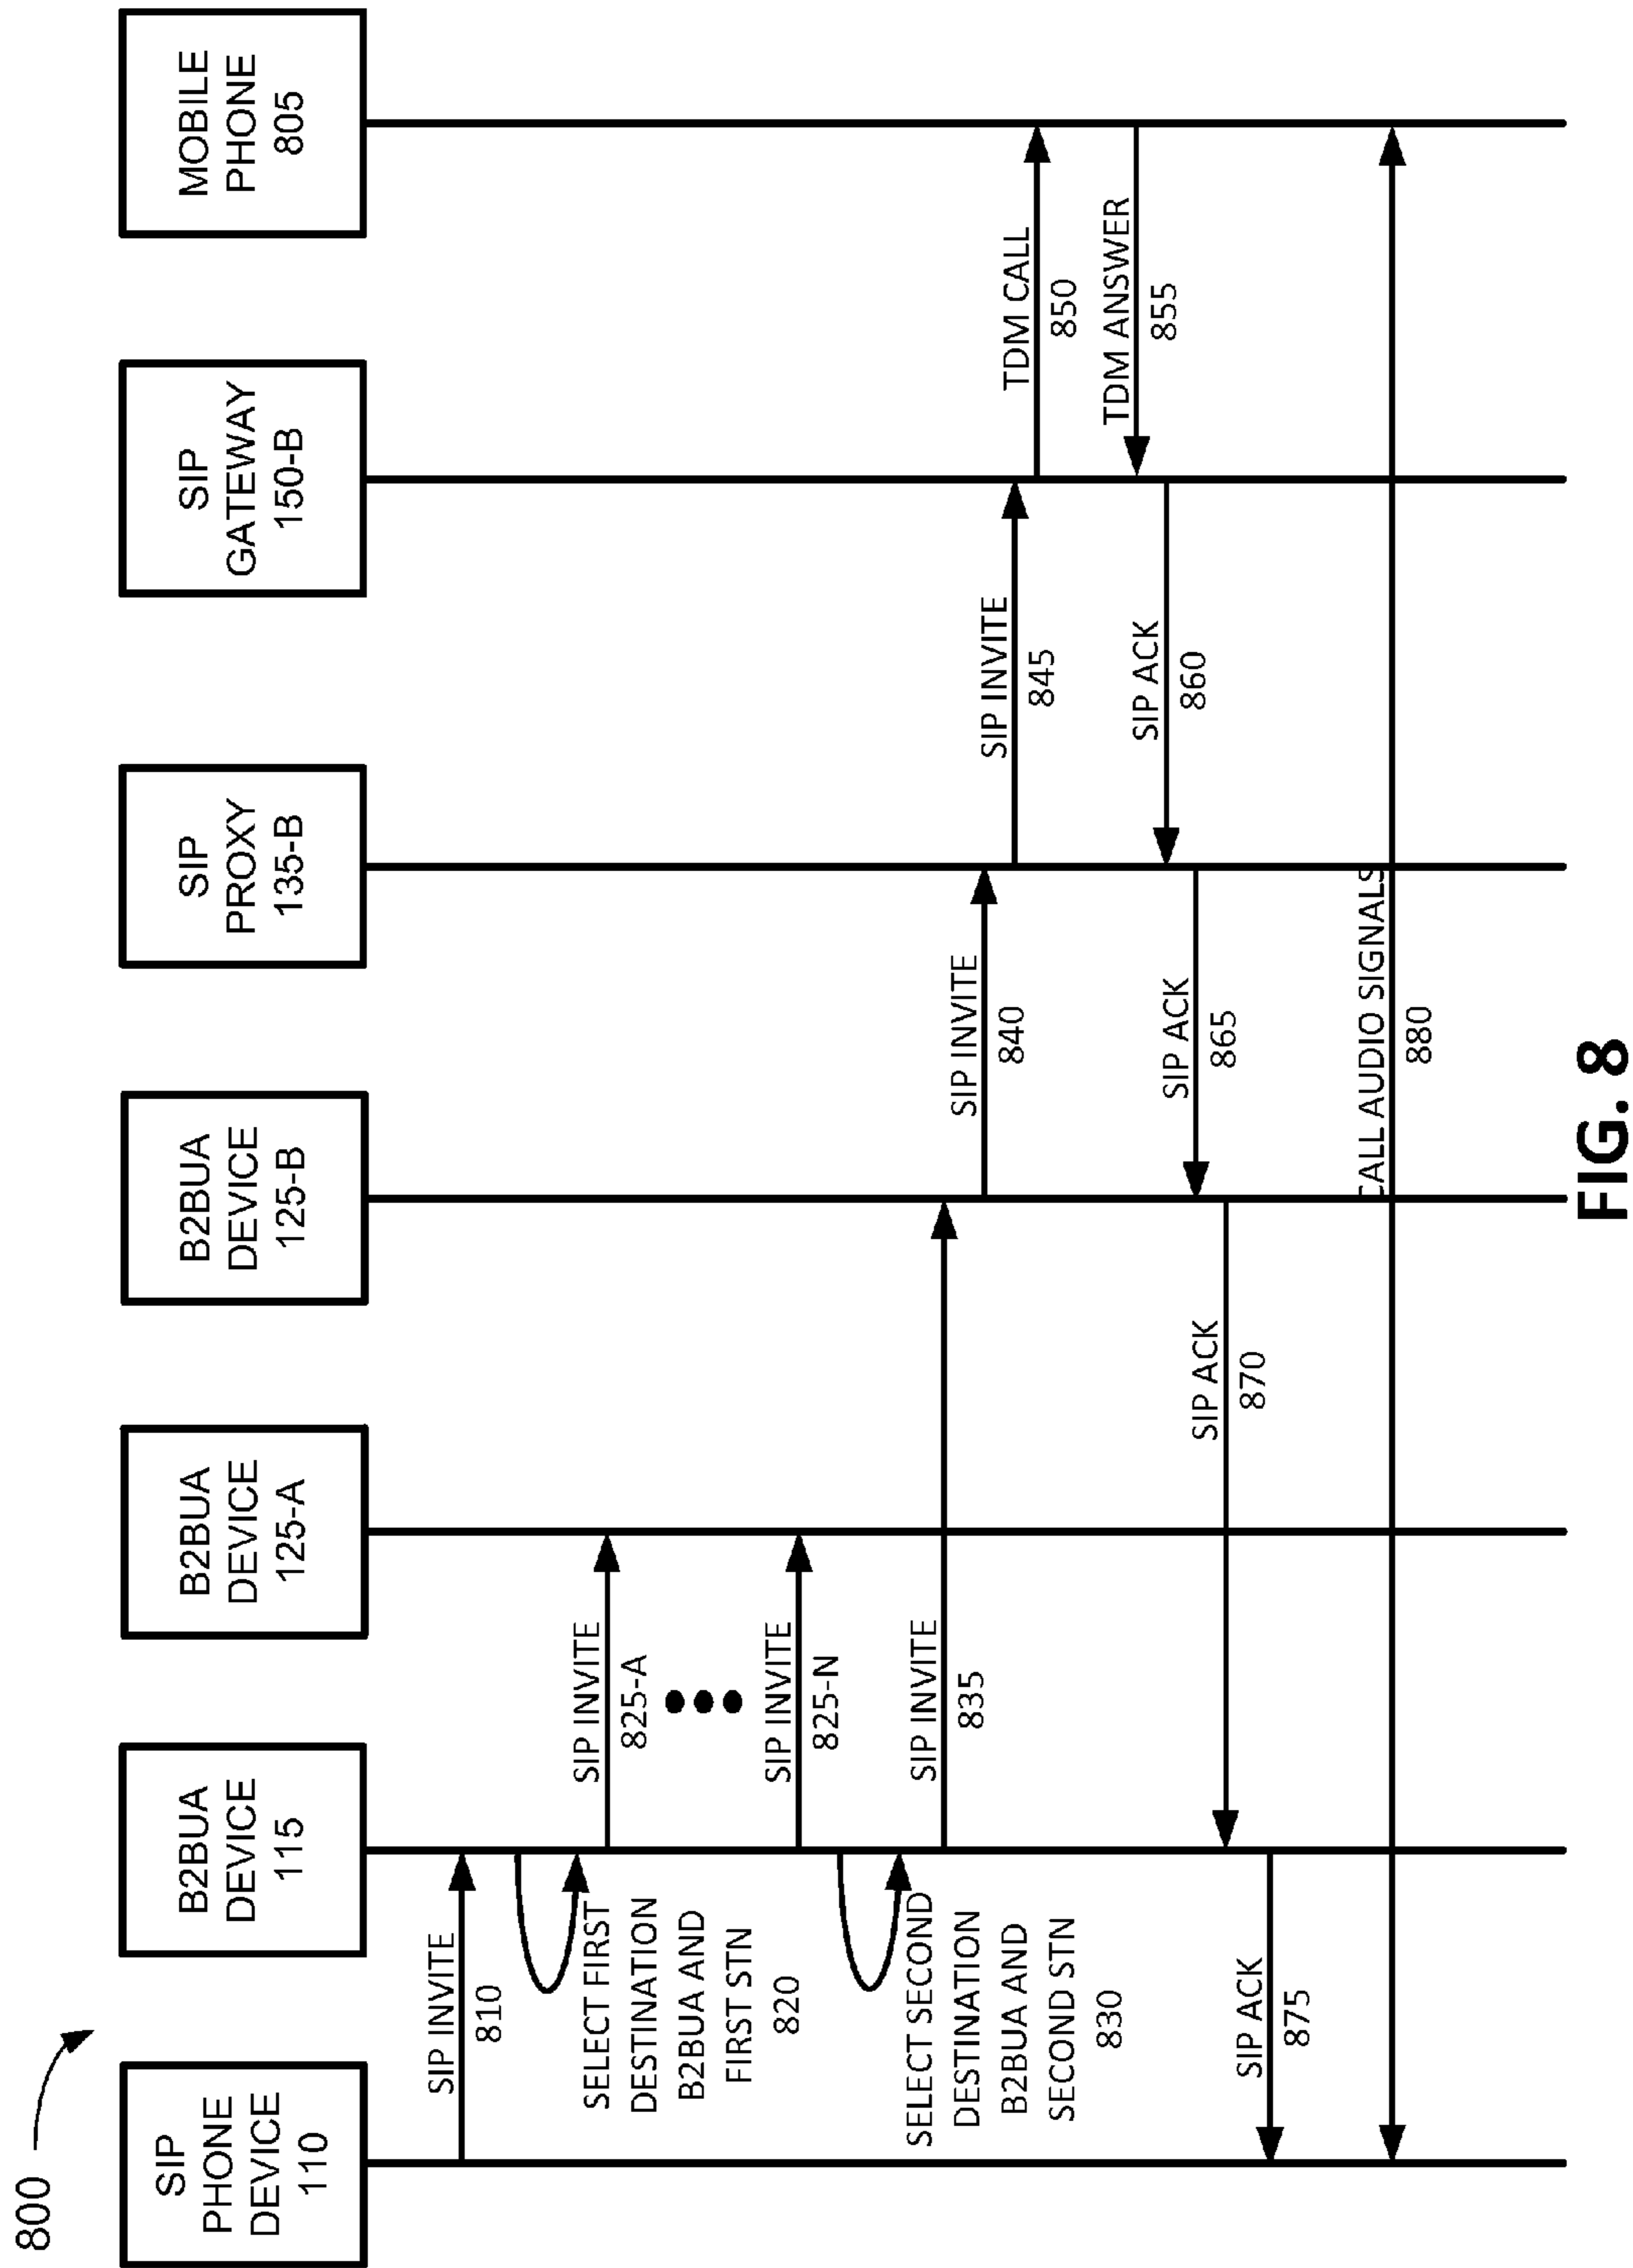 800
SIP
PHONE
DEVICE
110
B2BUA
DEVICE
115
B2BUA
DEVICE
125-A
B2BUA
DEVICE
125-B
SIP
PROXY
135-B
SIP
GATEWAY
150-B
MOBILE
PHONE
805
SIP INVITE
810
SELECT FIRST
DESTINATION
B2BUA AND
FIRST STN
820
SIP INVITE
825-A
SIP INVITE
825-N
SELECT SECOND
DESTINATION
B2BUA AND
SECOND STN
830
SIP INVITE
835
SIP INVITE
840
SIP INVITE
845
TDM CALL
850
TDM ANSWER
855
SIP ACK
860
SIP ACK
865
SIP ACK
870
SIP ACK
875
CALL AUDIO SIGNALS
880
FIG. 8